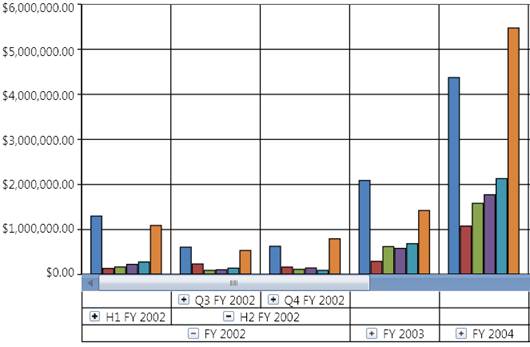 $6,000,000.00
$5,000,000.00
$4,000,000.00
$3,000,000.00
$2,000,000.00
$1,000,000.00
$0.00
Q3 FY 2002 Q4 FY 2002
H1 FY 2002 H2 FY 2002
FY 2002 FY 2003 FY 2004